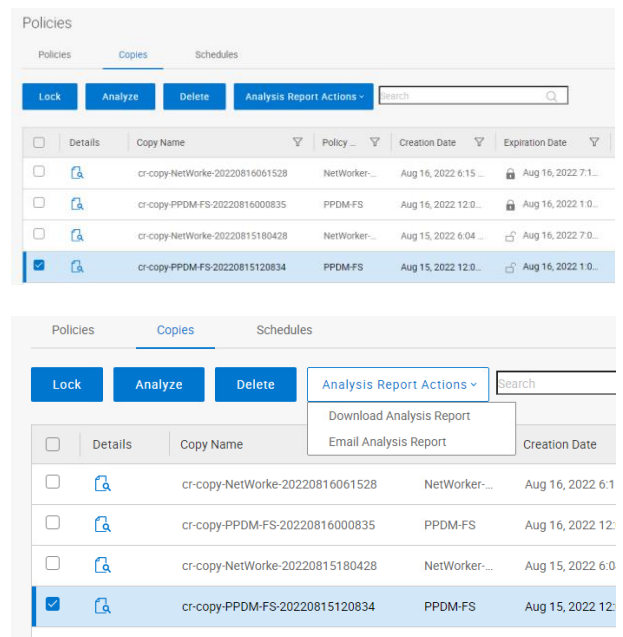 Policies
Policies Copies Schedules
Lock Analyze Delete Analysis Report Actions Search
Details Copy Name Policy ... Creation Date Expiration Date
cr-copy-NetWorke-20220816061528 NetWorker-... Aug 16, 2022 6:15 ... Aug 16, 2022 7:1...
cr-copy-PPDM-FS-20220816000835 PPDM-FS Aug 16, 2022 12:0... Aug 16, 2022 1:0...
cr-copy-NetWorke-20220815180428 NetWorker-... Aug 15, 2022 6:04 ... Aug 16, 2022 7:0...
cr-copy-PPDM-FS-20220815120834 PPDM-FS Aug 15, 2022 12:0... Aug 16, 2022 1:0...
Policies Copies Schedules
Lock Analyze Delete Analysis Report Actions Search
Download Analysis Report
Email Analysis Report
Details Copy Name Creation Date
cr-copy-NetWorke-20220816061528 NetWorker-... Aug 16, 2022 6:1
cr-copy-PPDM-FS-20220816000835 PPDM-FS Aug 16, 2022 12:
cr-copy-NetWorke-20220815180428 NetWorker-... Aug 15, 2022 6:0
cr-copy-PPDM-FS-20220815120834 PPDM-FS Aug 15, 2022 12: